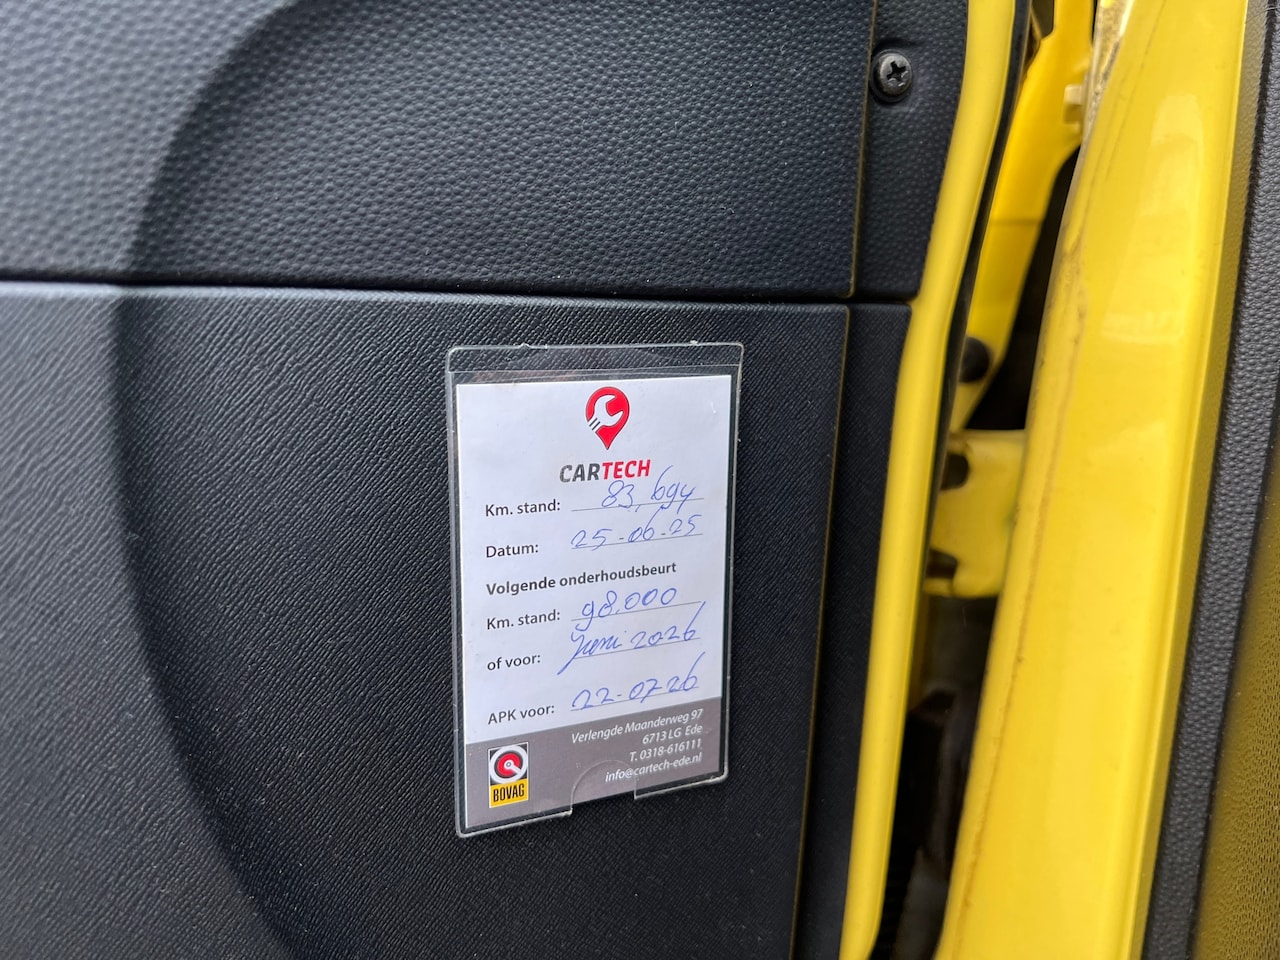 CARTECH
Km. stand: 83,694
Datum: 25-06-25
Volgende onderhoudsbeurt
Km. stand: 98.000
of voor: Juni 2026
APK voor: 22-07-26
Verlengde Maanderweg 97
6713 LG Ede
T. 0318-616111
info@cartech-ede.nl
BOVAG